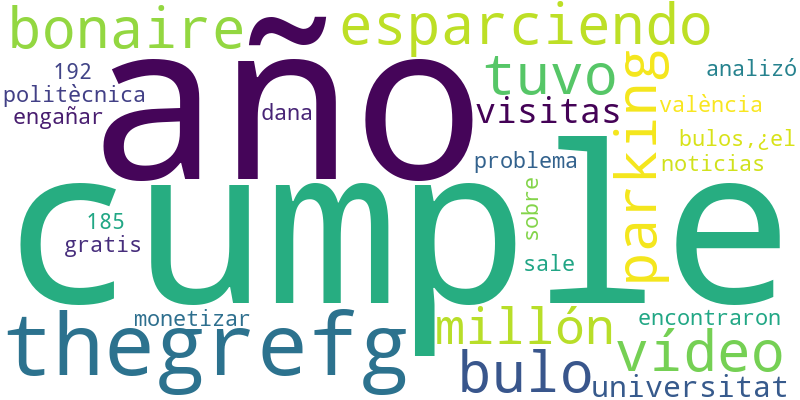 bonaire
esparciendo
año
192
politècnica
engañar
dana
tuvo
visitas
parking
analizó
valència
bulos,¿el
noticias
problema
cumple
185
gratis
sobre
sale
thegrefg
monetizar
millón
bulo
encontraron
vídeo
universitat